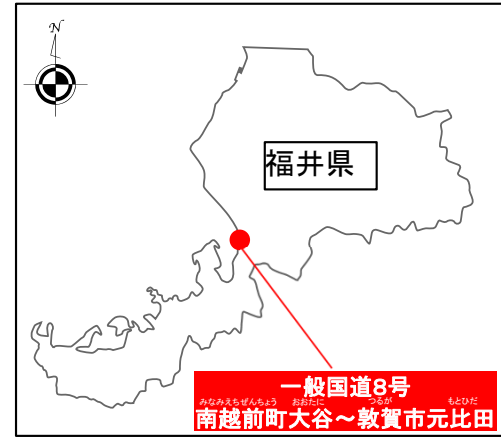 N
福井県
一般国道8号
みなみえちぜんちょう おおたに つるが もとひだ
南越前町大谷～敦賀市元比田